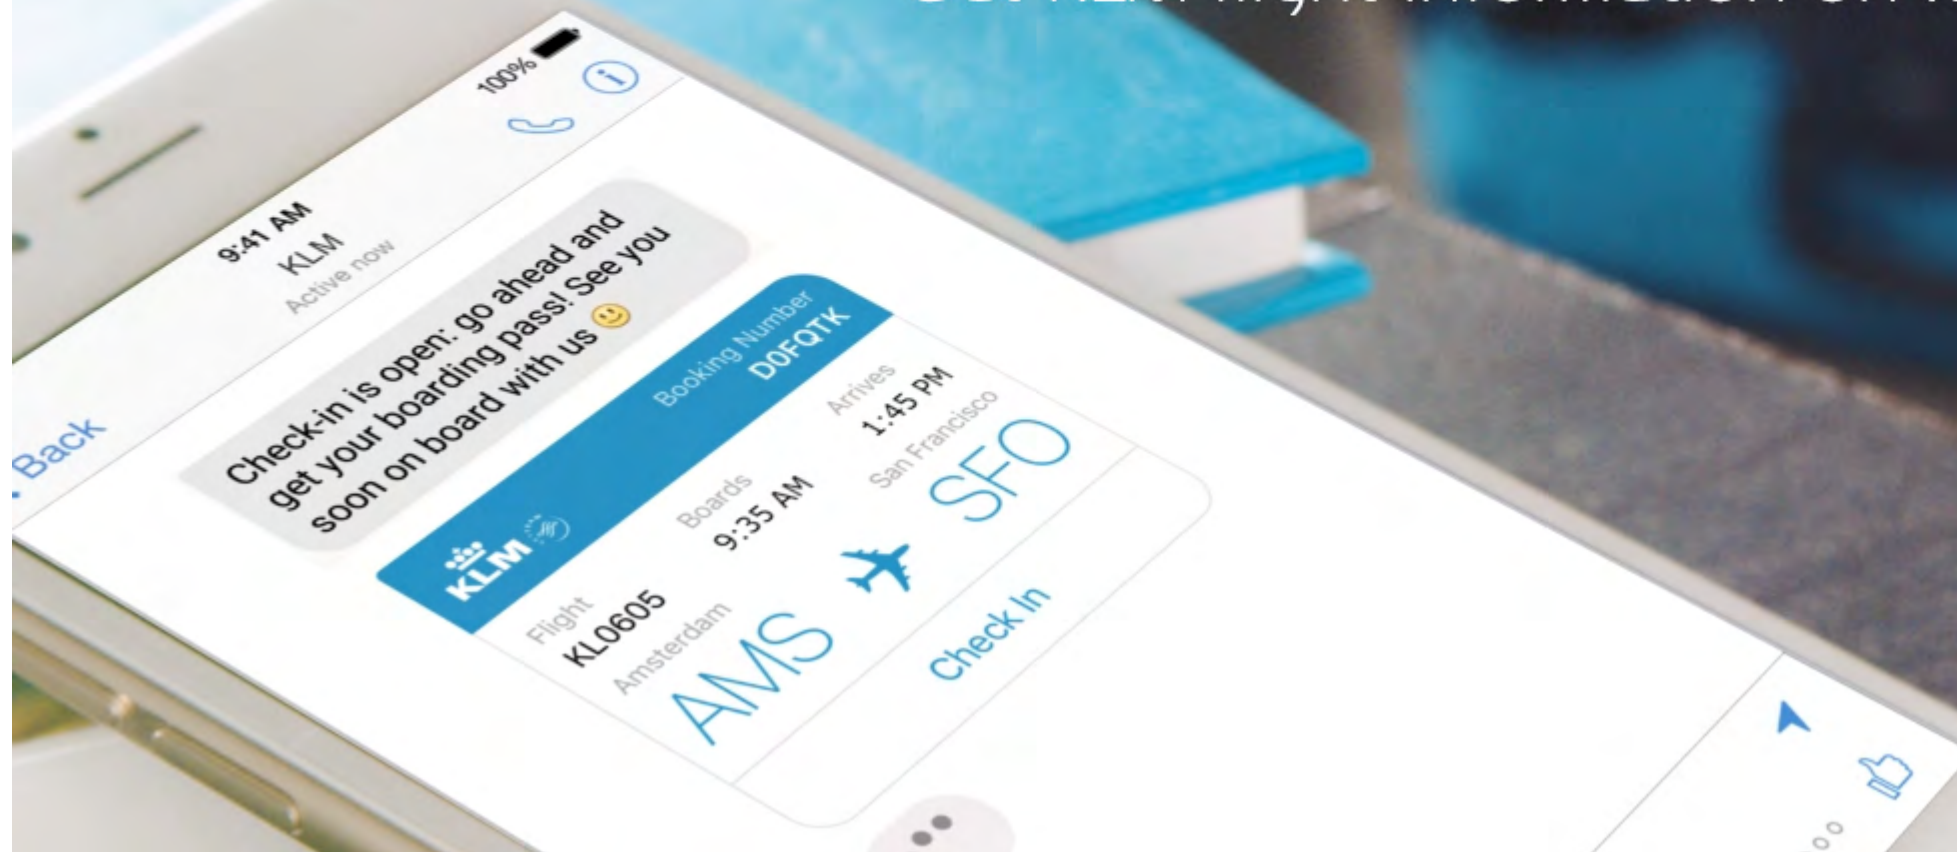 100%
9:41 AM
KLM
Active now
Back
Check-in is open: go ahead and
get your boarding pass! See you
soon on board with us 🙂
KLM
Booking Number
D0FQTK
Flight
KL0605
Boards
9:35 AM
Arrives
1:45 PM
Amsterdam
San Francisco
AMS
SFO
Check In